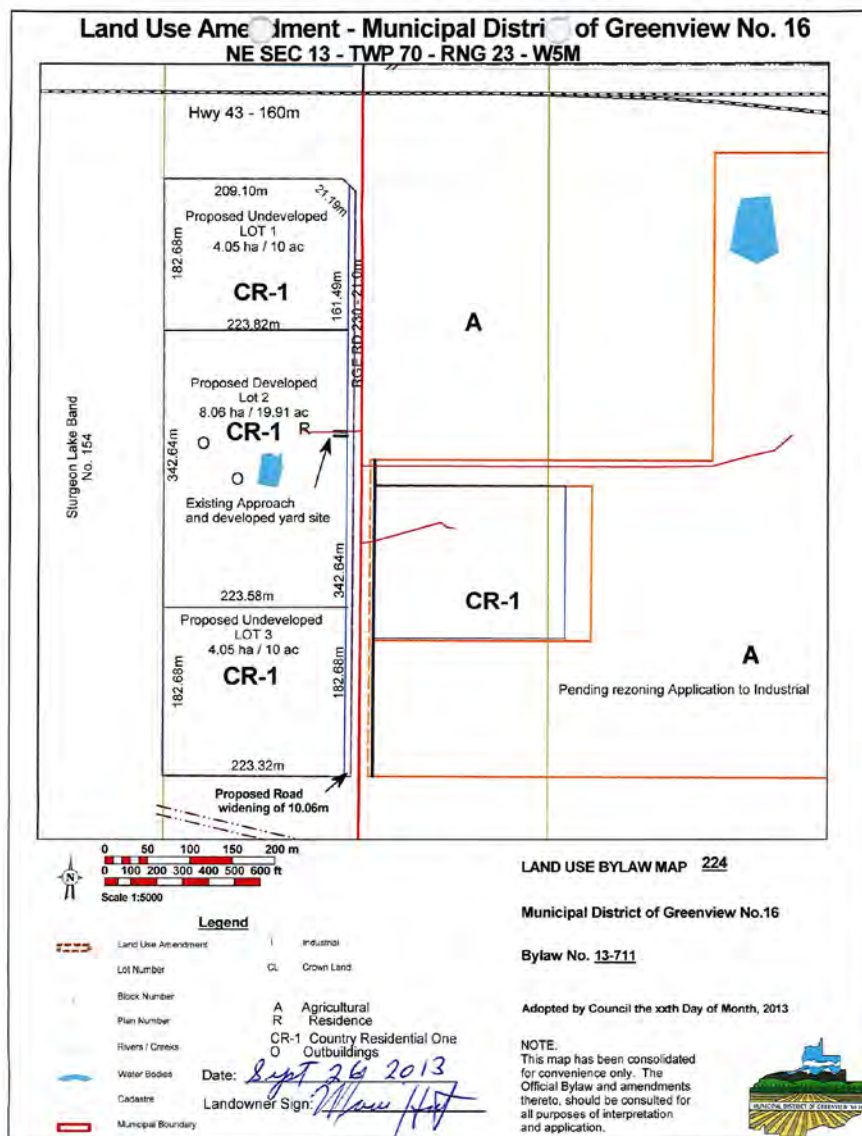 Land Use Ame dment - Municipal Distri of Greenview No. 16
NE SEC 13 - TWP 70 - RNG 23 - W5M
Hwy 43 - 160m
209.10m
21.19m
Proposed Undeveloped
LOT 1
4.05 ha / 10 ac
182.68m
CR-1
161.49m
223.82m
RGE RD 230 - 21.0m
A
Proposed Developed
Lot 2
8.06 ha / 19.91 ac
CR-1
R
O
O
342.64m
Sturgeon Lake Band
No. 154
Existing Approach
and developed yard site
342.64m
223.58m
CR-1
Proposed Undeveloped
LOT 3
4.05 ha / 10 ac
CR-1
182.68m
182.68m
A
Pending rezoning Application to Industrial
223.32m
Proposed Road
widening of 10.06m
0 50 100 150 200 m
0 100 200 300 400 500 600 ft
N
Scale 1:5000
LAND USE BYLAW MAP 224
Municipal District of Greenview No.16
Bylaw No. 13-711
Adopted by Council the xxth Day of Month, 2013
NOTE.
This map has been consolidated
for convenience only. The
Official Bylaw and amendments
thereto, should be consulted for
all purposes of interpretation
and application.
Legend
Land Use Amendment
I Industrial
Lot Number
CL Crown Land
Block Number
Plan Number
A Agricultural
R Residence
Rivers / Creeks
CR-1 Country Residential One
O Outbuildings
Water Bodies
Date: Sept 26 2013
Cadastre
Landowner Sign:
Municipal Boundary
MUNICIPAL DISTRICT OF GREENVIEW No 16